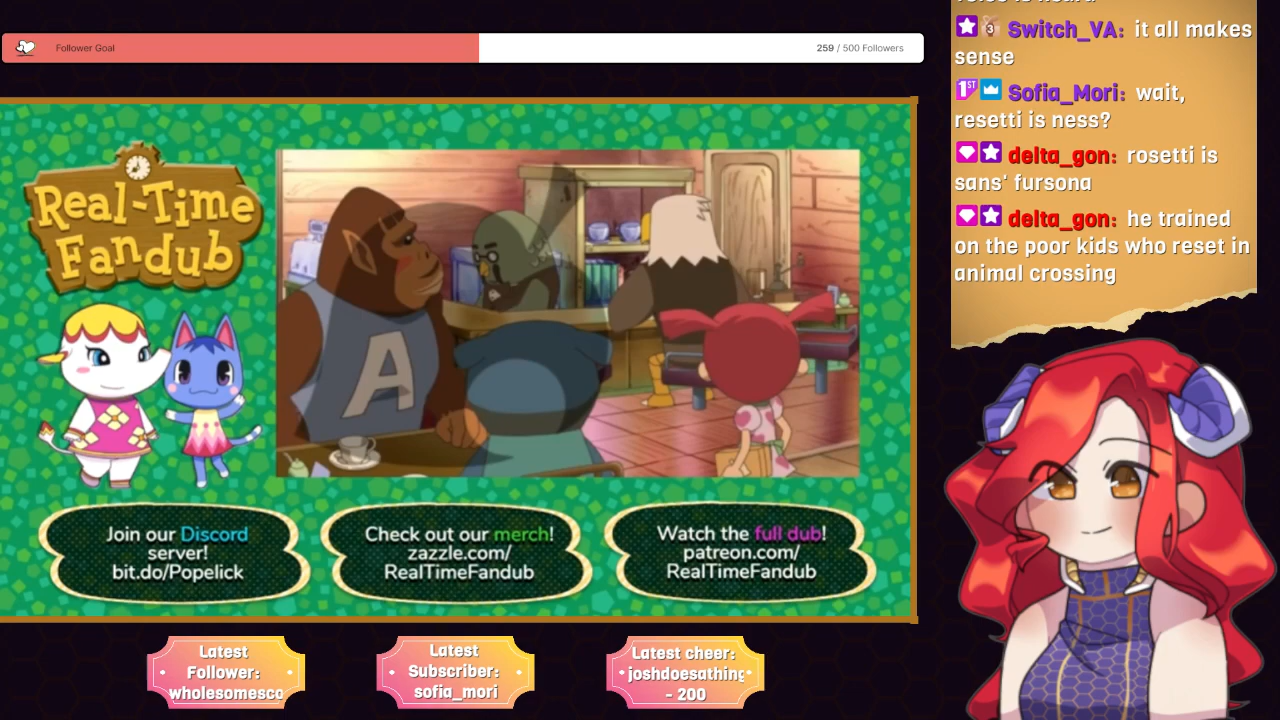 Follower Goal
259 / 500 Followers
Real-Time
Fandub
A
Join our Discord
server!
bit.do/Popelick
Check out our merch!
zazzle.com/
RealTimeFandub
Watch the full dub!
patreon.com/
RealTimeFandub
Latest
Follower:
wholesomesco
Latest
Subscriber:
sofia_mori
Latest cheer:
joshdoesathing
- 200
3 Switch_VA: it all makes
sense
1ST Sofia_Mori: wait,
resetti is ness?
delta_gon: rosetti is
sans' fursona
delta_gon: he trained
on the poor kids who reset in
animal crossing